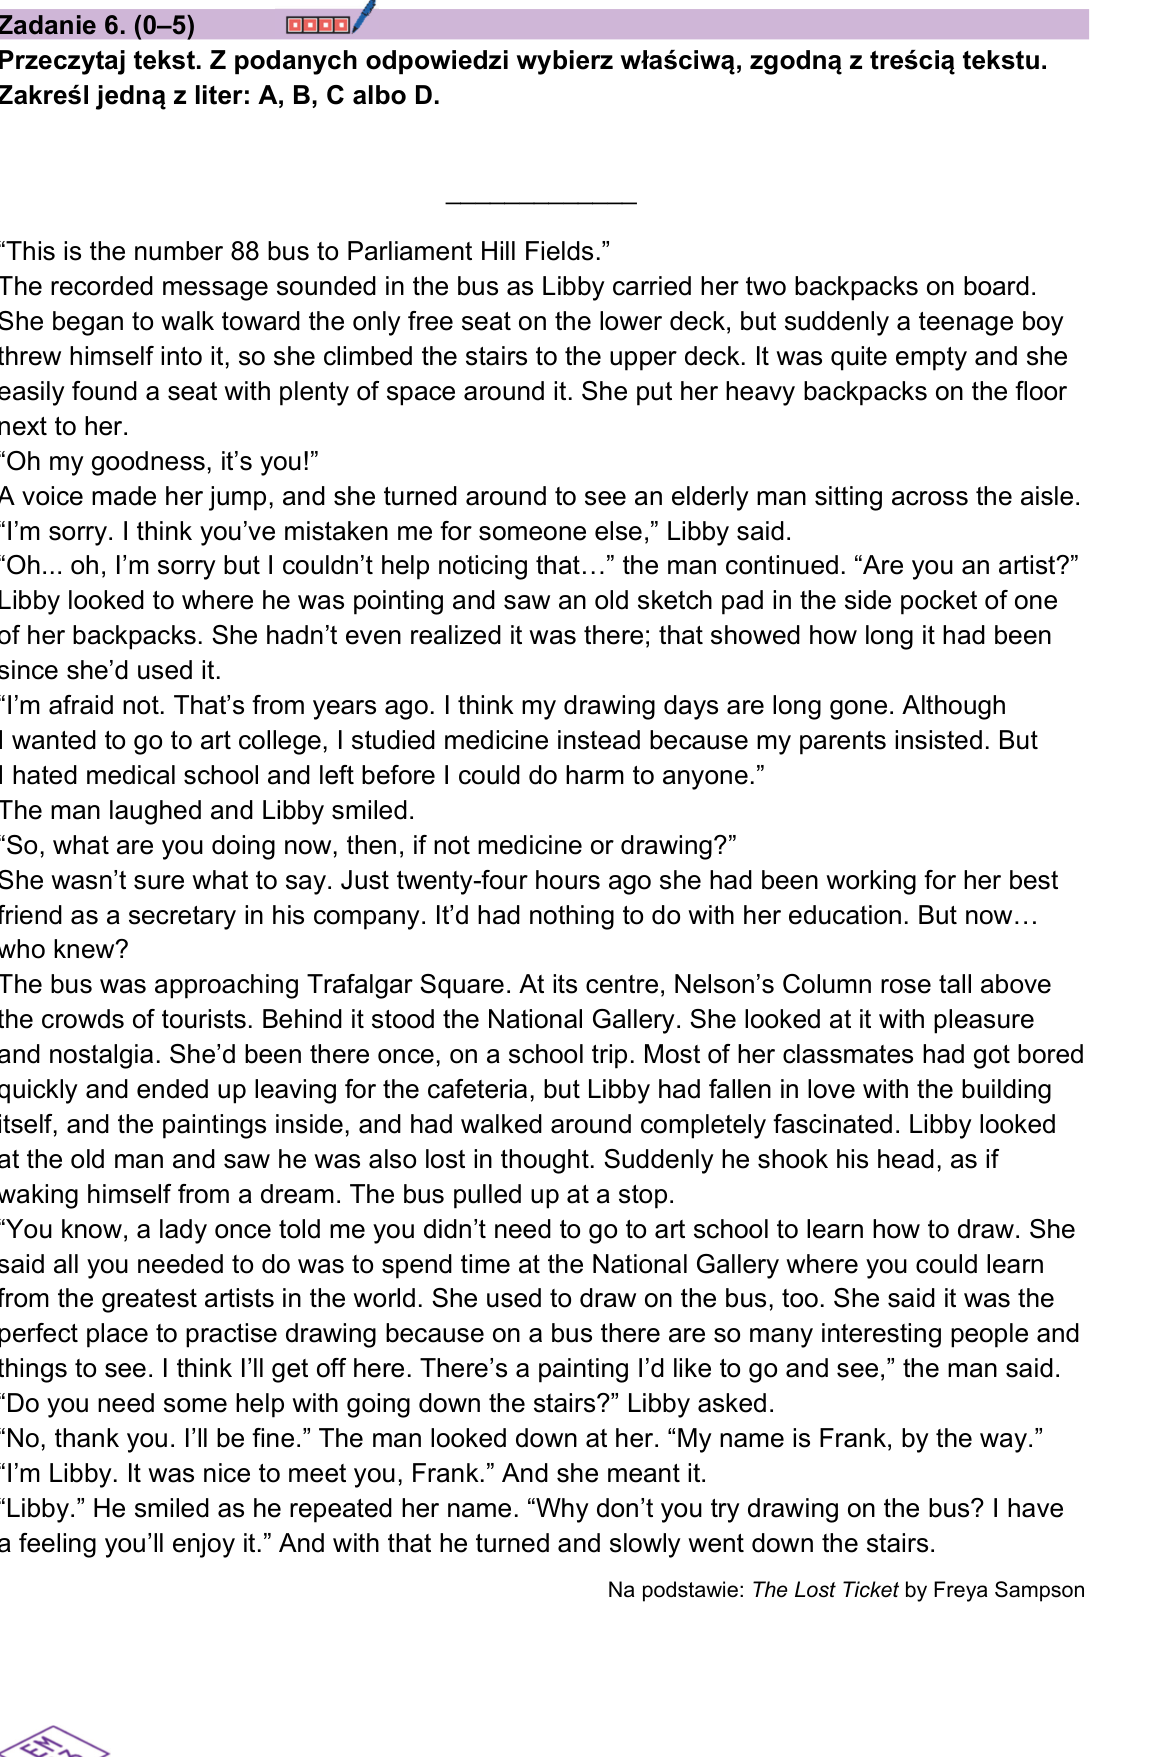 Zadanie 6. (0–5)
Przeczytaj tekst. Z podanych odpowiedzi wybierz właściwą, zgodną z treścią tekstu.
Zakreśl jedną z liter: A, B, C albo D.
_____________
“This is the number 88 bus to Parliament Hill Fields.”
The recorded message sounded in the bus as Libby carried her two backpacks on board.
She began to walk toward the only free seat on the lower deck, but suddenly a teenage boy
threw himself into it, so she climbed the stairs to the upper deck. It was quite empty and she
easily found a seat with plenty of space around it. She put her heavy backpacks on the floor
next to her.
“Oh my goodness, it’s you!”
A voice made her jump, and she turned around to see an elderly man sitting across the aisle.
“I’m sorry. I think you’ve mistaken me for someone else,” Libby said.
“Oh... oh, I’m sorry but I couldn’t help noticing that…” the man continued. “Are you an artist?”
Libby looked to where he was pointing and saw an old sketch pad in the side pocket of one
of her backpacks. She hadn’t even realized it was there; that showed how long it had been
since she’d used it.
“I’m afraid not. That’s from years ago. I think my drawing days are long gone. Although
I wanted to go to art college, I studied medicine instead because my parents insisted. But
I hated medical school and left before I could do harm to anyone.”
The man laughed and Libby smiled.
“So, what are you doing now, then, if not medicine or drawing?”
She wasn’t sure what to say. Just twenty-four hours ago she had been working for her best
friend as a secretary in his company. It’d had nothing to do with her education. But now…
who knew?
The bus was approaching Trafalgar Square. At its centre, Nelson’s Column rose tall above
the crowds of tourists. Behind it stood the National Gallery. She looked at it with pleasure
and nostalgia. She’d been there once, on a school trip. Most of her classmates had got bored
quickly and ended up leaving for the cafeteria, but Libby had fallen in love with the building
itself, and the paintings inside, and had walked around completely fascinated. Libby looked
at the old man and saw he was also lost in thought. Suddenly he shook his head, as if
waking himself from a dream. The bus pulled up at a stop.
“You know, a lady once told me you didn’t need to go to art school to learn how to draw. She
said all you needed to do was to spend time at the National Gallery where you could learn
from the greatest artists in the world. She used to draw on the bus, too. She said it was the
perfect place to practise drawing because on a bus there are so many interesting people and
things to see. I think I’ll get off here. There’s a painting I’d like to go and see,” the man said.
“Do you need some help with going down the stairs?” Libby asked.
“No, thank you. I’ll be fine.” The man looked down at her. “My name is Frank, by the way.”
“I’m Libby. It was nice to meet you, Frank.” And she meant it.
“Libby.” He smiled as he repeated her name. “Why don’t you try drawing on the bus? I have
a feeling you’ll enjoy it.” And with that he turned and slowly went down the stairs.
Na podstawie: The Lost Ticket by Freya Sampson